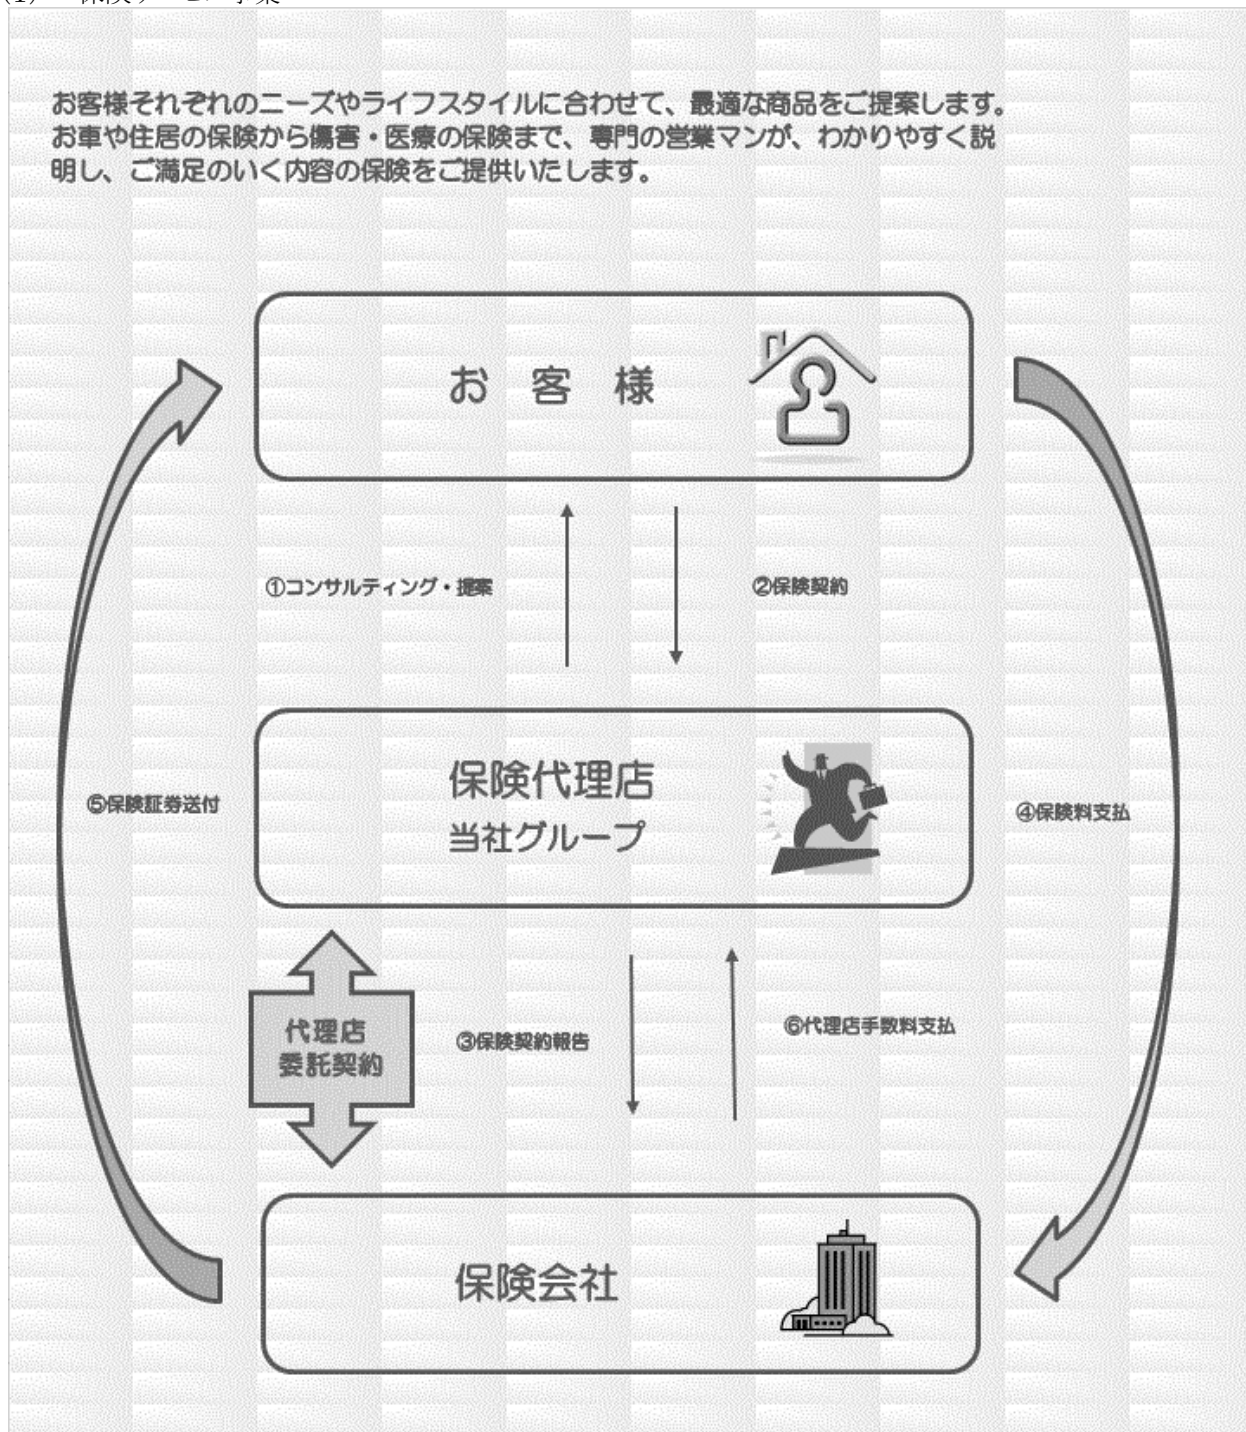 お客様それぞれのニーズやライフスタイルに合わせて、最適な商品をご提案します。
お車や住居の保険から傷害・医療の保険まで、専門の営業マンが、わかりやすく説
明し、ご満足のいく内容の保険をご提供いたします。
お 客 様
①コンサルティング・提案
②保険契約
保険代理店
当社グループ
⑤保険証券送付
④保険料支払
代理店
委託契約
③保険契約報告
⑥代理店手数料支払
保険会社